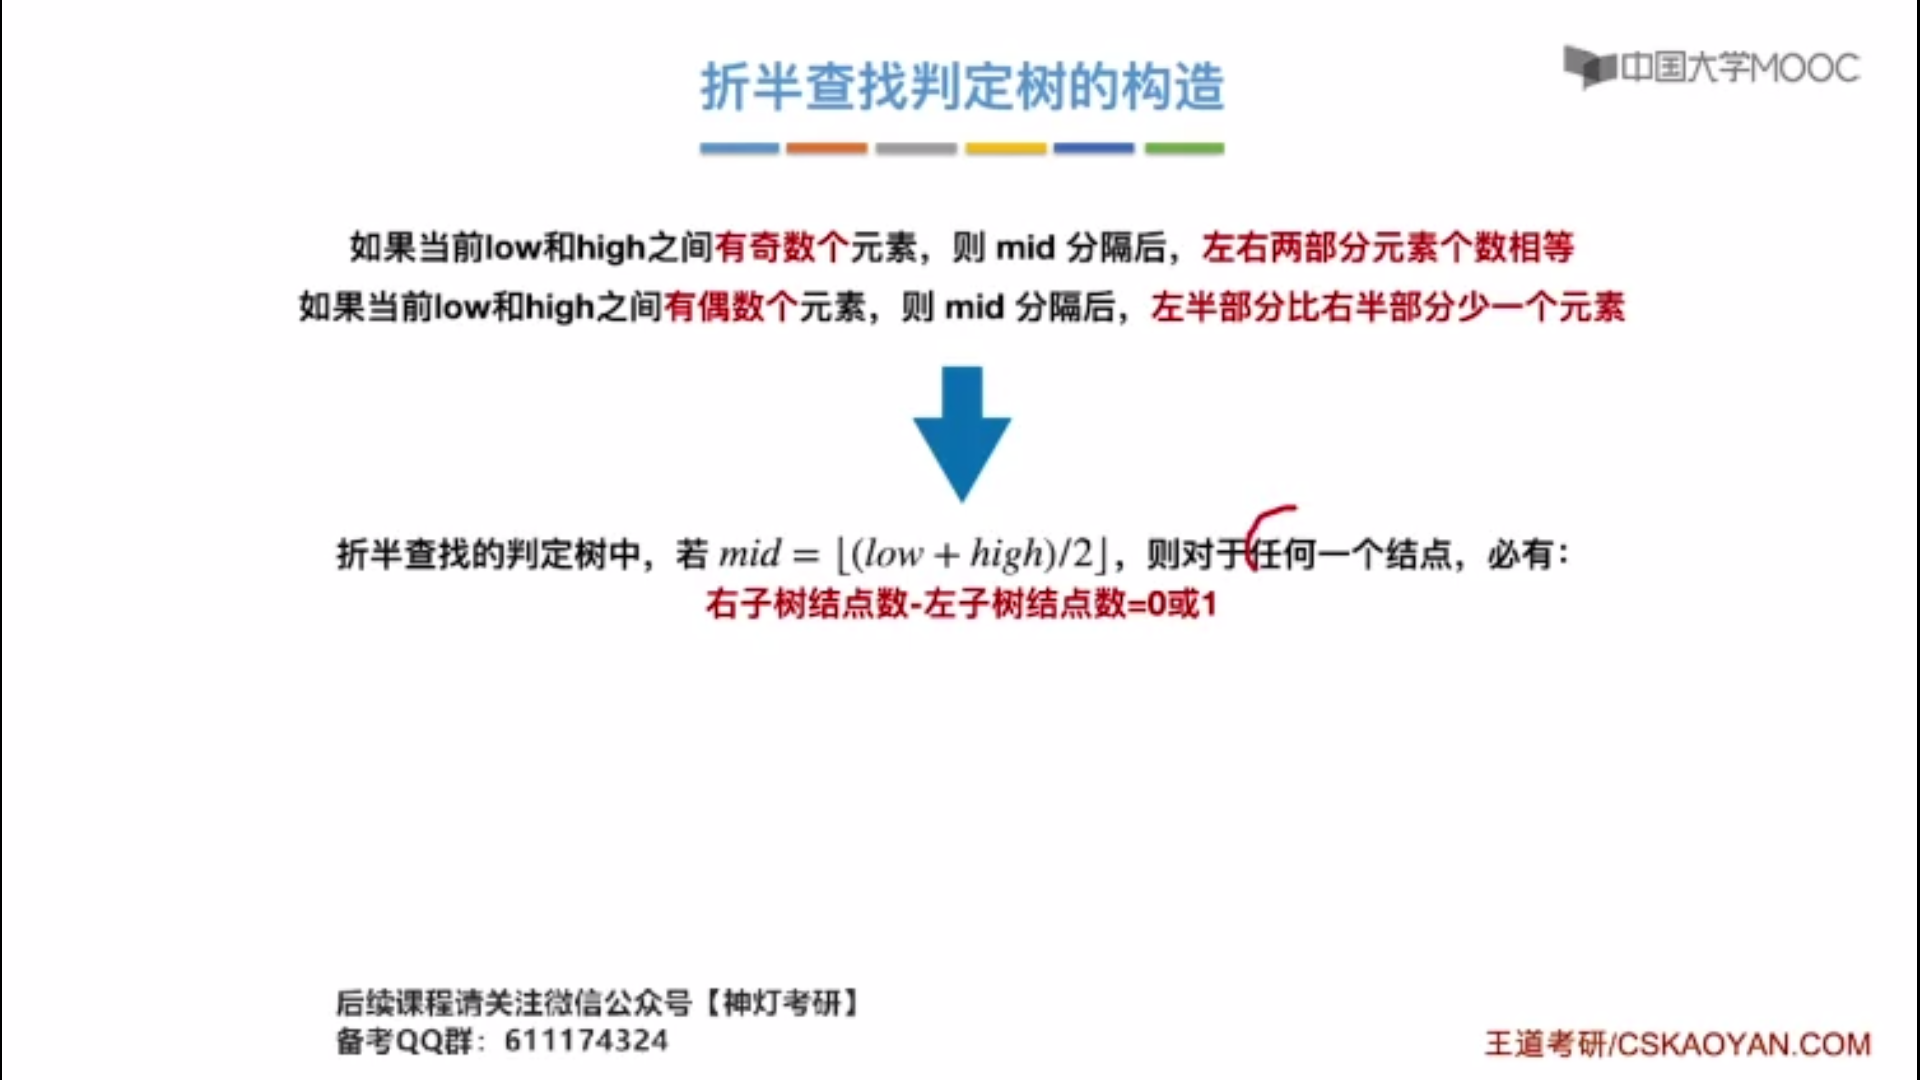 折半查找判定树的构造
中国大学MOOC
如果当前low和high之间有奇数个元素，则 mid 分隔后，左右两部分元素个数相等
如果当前low和high之间有偶数个元素，则 mid 分隔后，左半部分比右半部分少一个元素
折半查找的判定树中，若 mid = ⌊(low + high)/2⌋，则对于任何一个结点，必有：
右子树结点数-左子树结点数=0或1
后续课程请关注微信公众号【神灯考研】
备考QQ群：611174324
王道考研/CSKAOYAN.COM